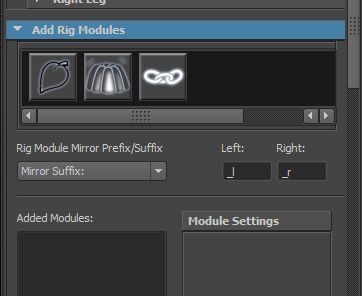 Right Leg
Add Rig Modules
Rig Module Mirror Prefix/Suffix
Left:
Right:
Mirror Suffix:
_l
_r
Added Modules:
Module Settings